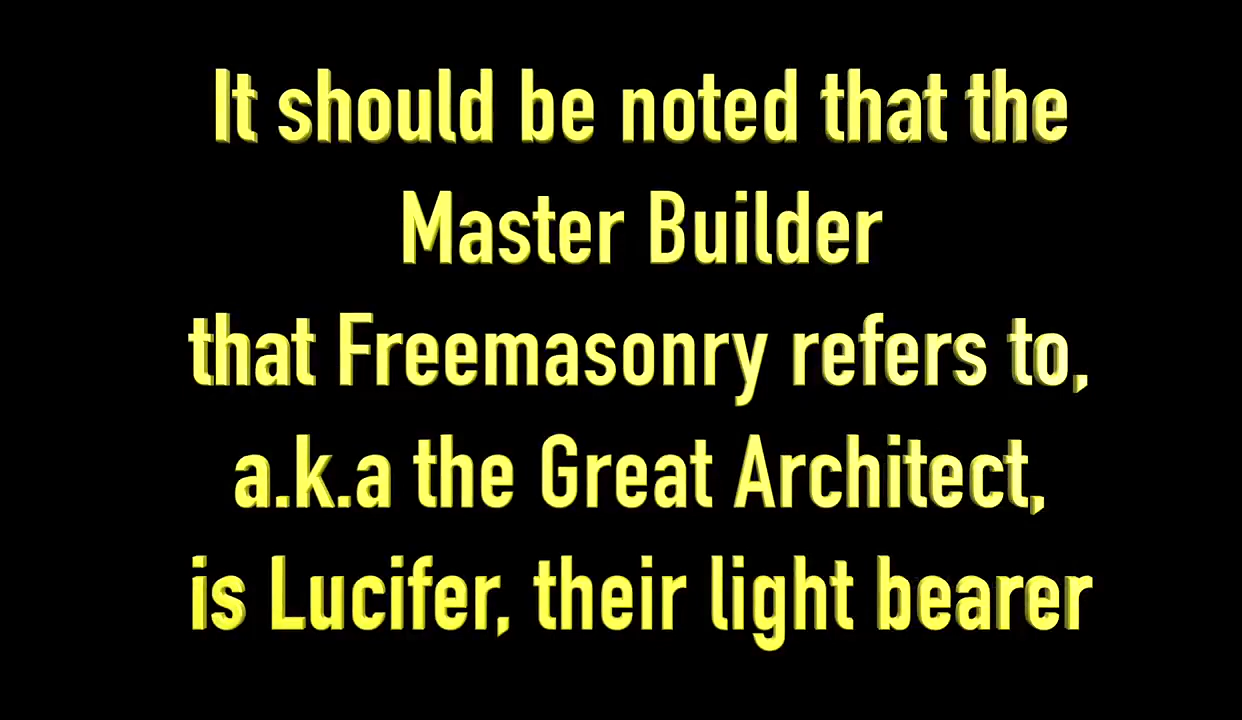 It should be noted that the
Master Builder
that Freemasonry refers to,
a.k.a the Great Architect,
is Lucifer, their light bearer